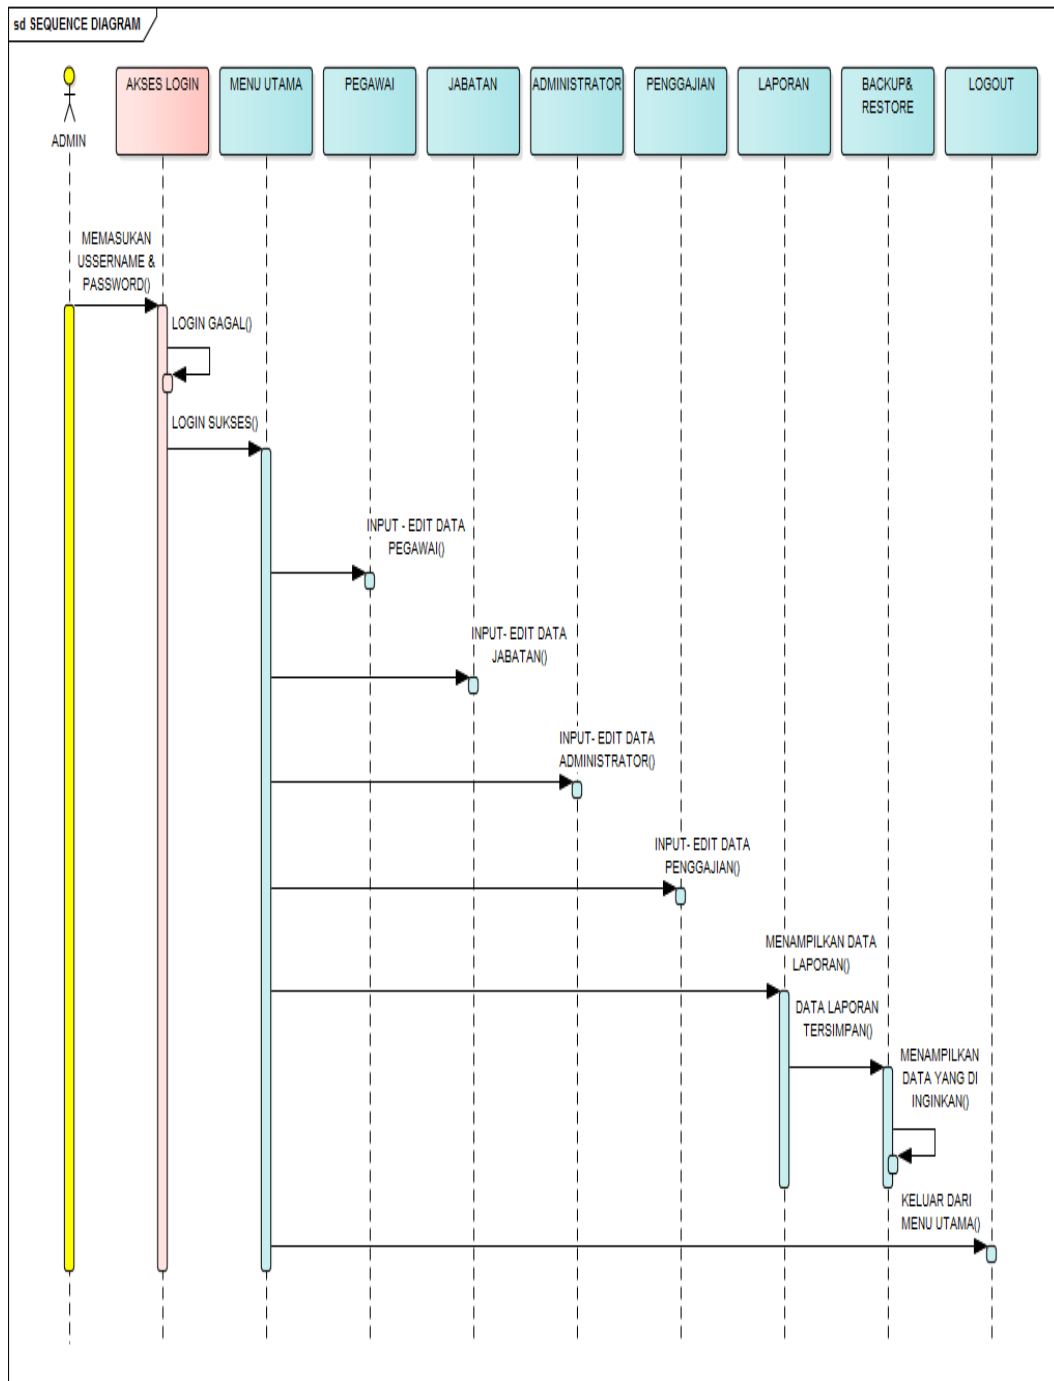 sd SEQUENCE DIAGRAM
ADMIN
AKSES LOGIN
MENU UTAMA
PEGAWAI
JABATAN
ADMINISTRATOR
PENGGAJIAN
LAPORAN
BACKUP&
RESTORE
LOGOUT
MEMASUKAN
USSERNAME &
PASSWORD()
LOGIN GAGAL()
LOGIN SUKSES()
INPUT - EDIT DATA
PEGAWAI()
INPUT- EDIT DATA
JABATAN()
INPUT- EDIT DATA
ADMINISTRATOR()
INPUT- EDIT DATA
PENGGAJIAN()
MENAMPILKAN DATA
LAPORAN()
DATA LAPORAN
TERSIMPAN()
MENAMPILKAN
DATA YANG DI
INGINKAN()
KELUAR DARI
MENU UTAMA()